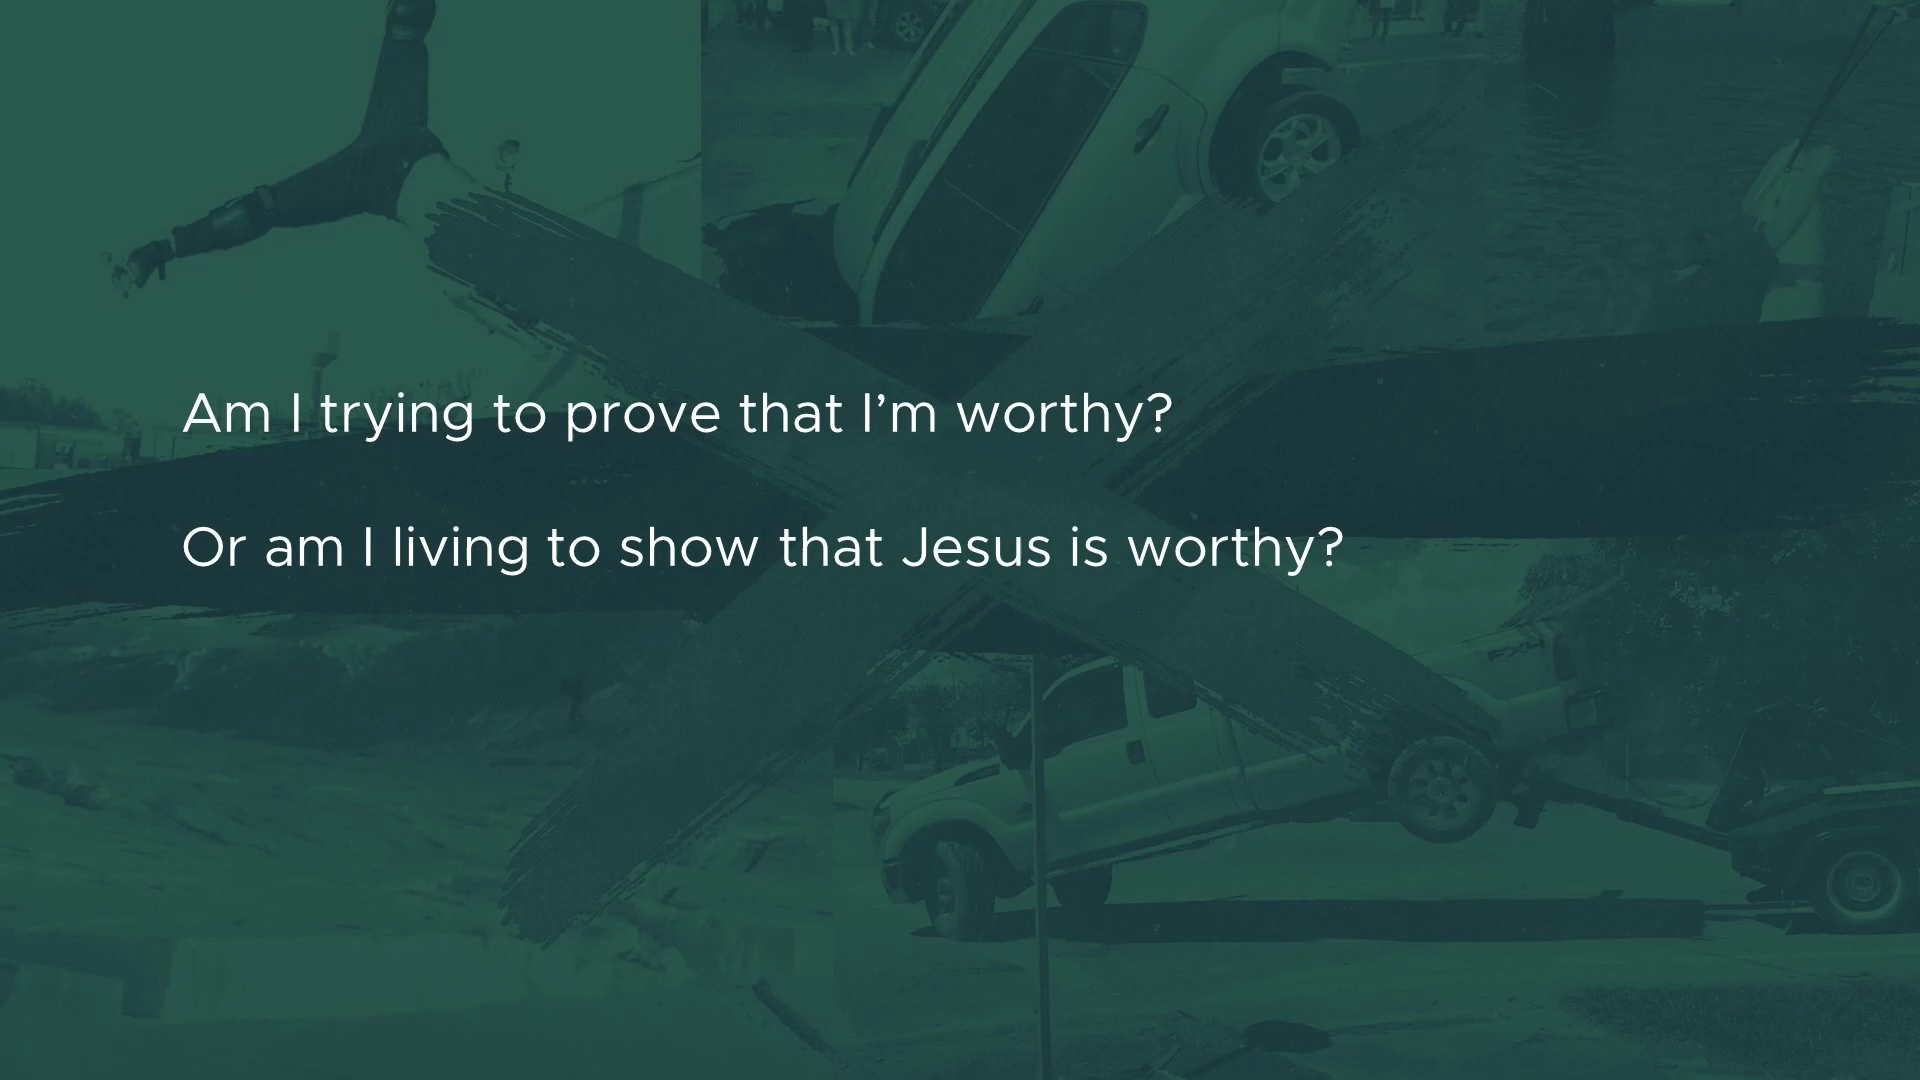 Am I trying to prove that I’m worthy?
Or am I living to show that Jesus is worthy?